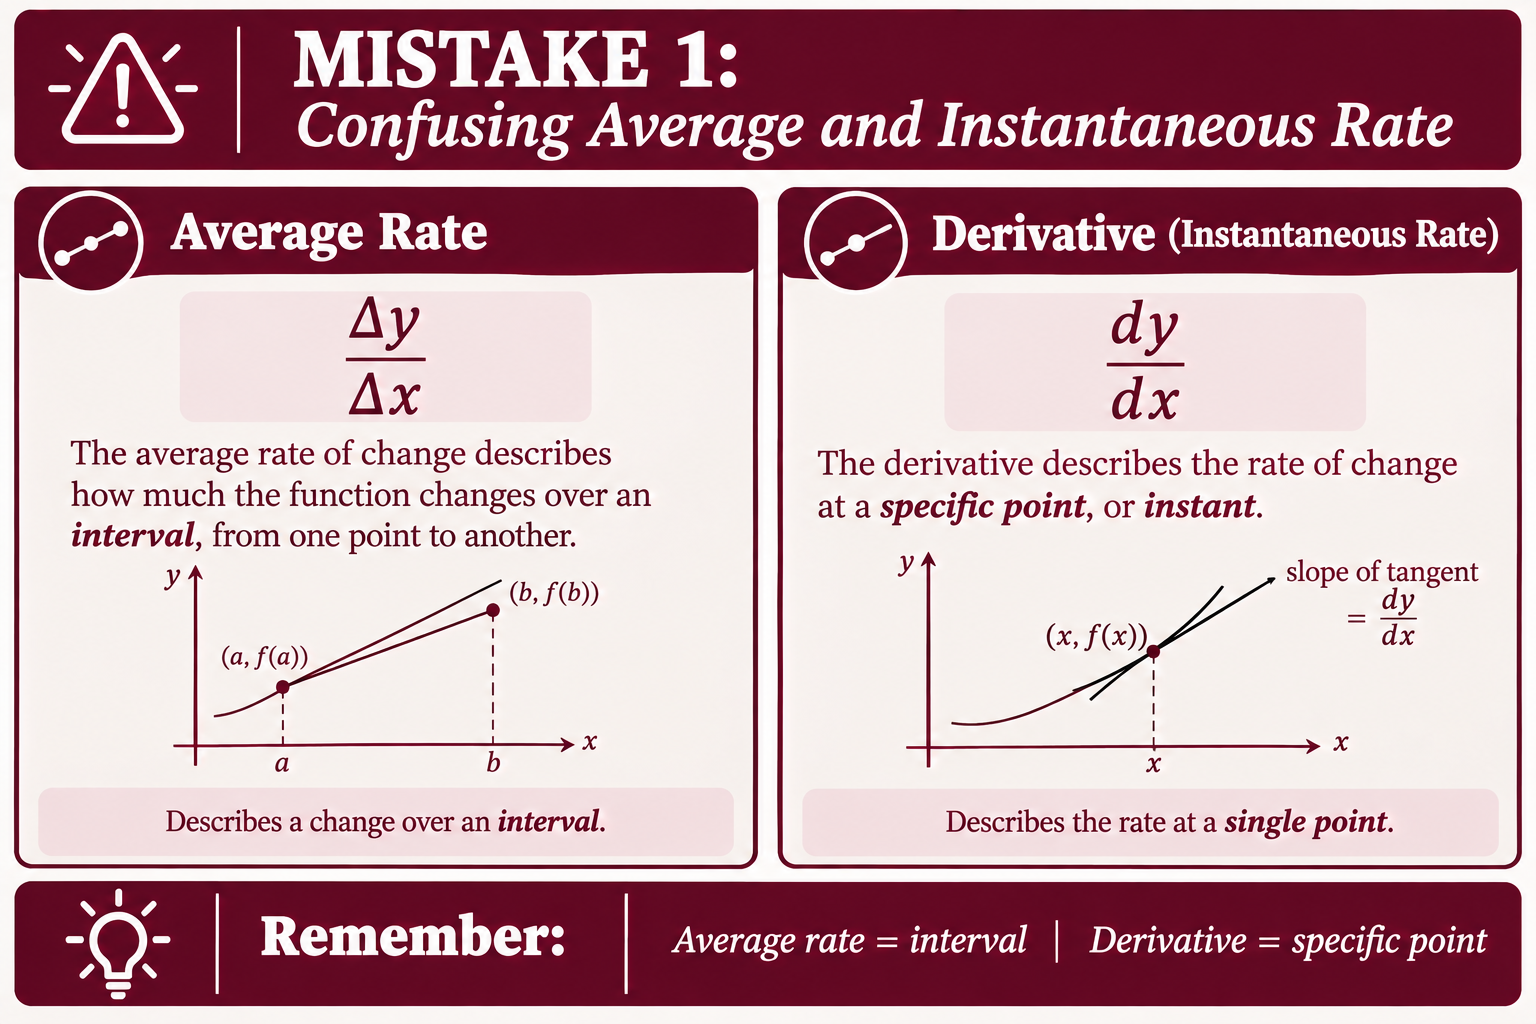 MISTAKE 1:
Confusing Average and Instantaneous Rate
Average Rate
Δy
Δx
The average rate of change describes
how much the function changes over an
interval, from one point to another.
y
(b, f(b))
(a, f(a))
x
a
b
Describes a change over an interval.
Derivative (Instantaneous Rate)
dy
dx
The derivative describes the rate of change
at a specific point, or instant.
y
slope of tangent
= dy
dx
(x, f(x))
x
x
Describes the rate at a single point.
Remember:
Average rate = interval | Derivative = specific point